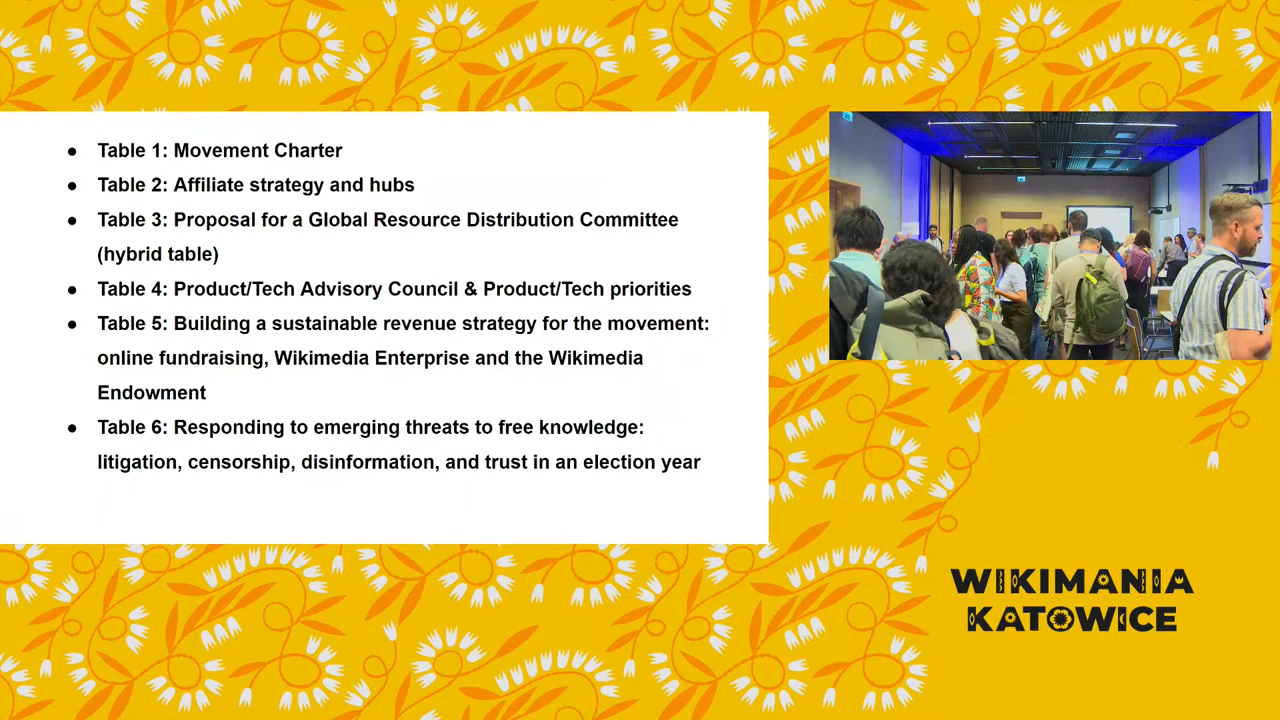 ● Table 1: Movement Charter
● Table 2: Affiliate strategy and hubs
● Table 3: Proposal for a Global Resource Distribution Committee
(hybrid table)
● Table 4: Product/Tech Advisory Council & Product/Tech priorities
● Table 5: Building a sustainable revenue strategy for the movement:
online fundraising, Wikimedia Enterprise and the Wikimedia
Endowment
● Table 6: Responding to emerging threats to free knowledge:
litigation, censorship, disinformation, and trust in an election year
WIKIMANIA
KATOWICE